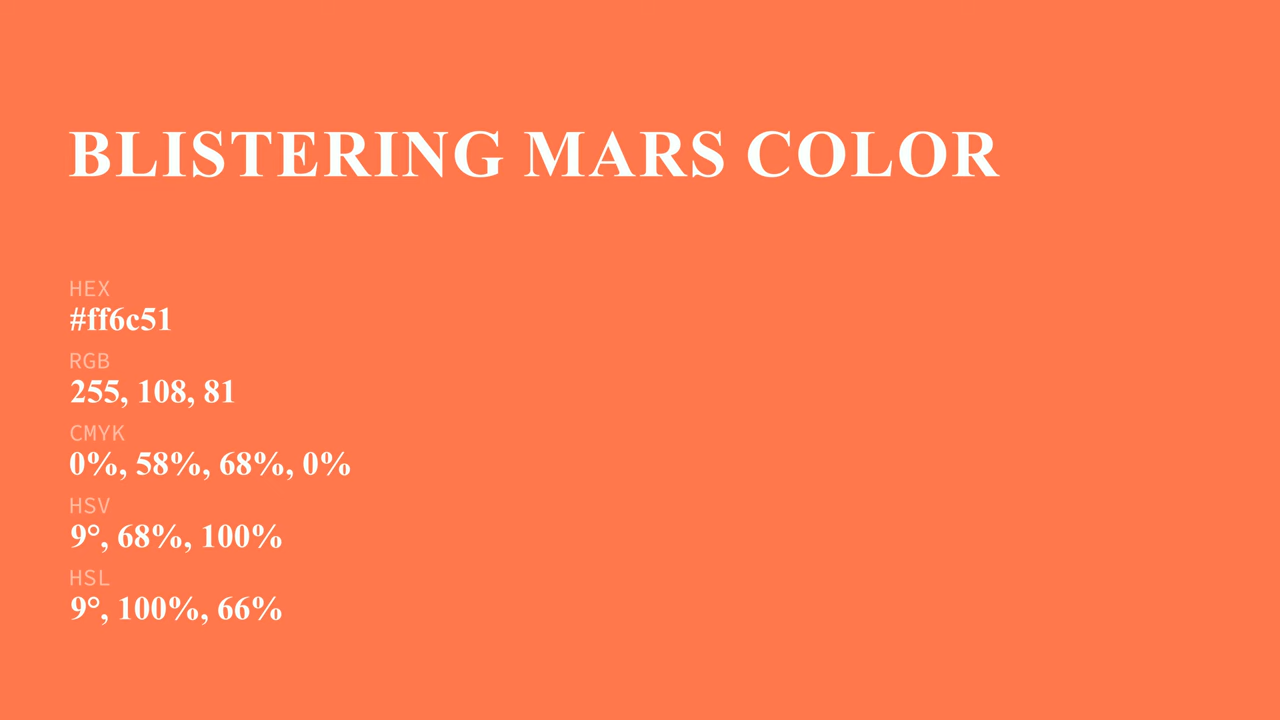 BLISTERING MARS COLOR
HEX
#ff6c51
RGB
255, 108, 81
CMYK
0%, 58%, 68%, 0%
HSV
9°, 68%, 100%
HSL
9°, 100%, 66%